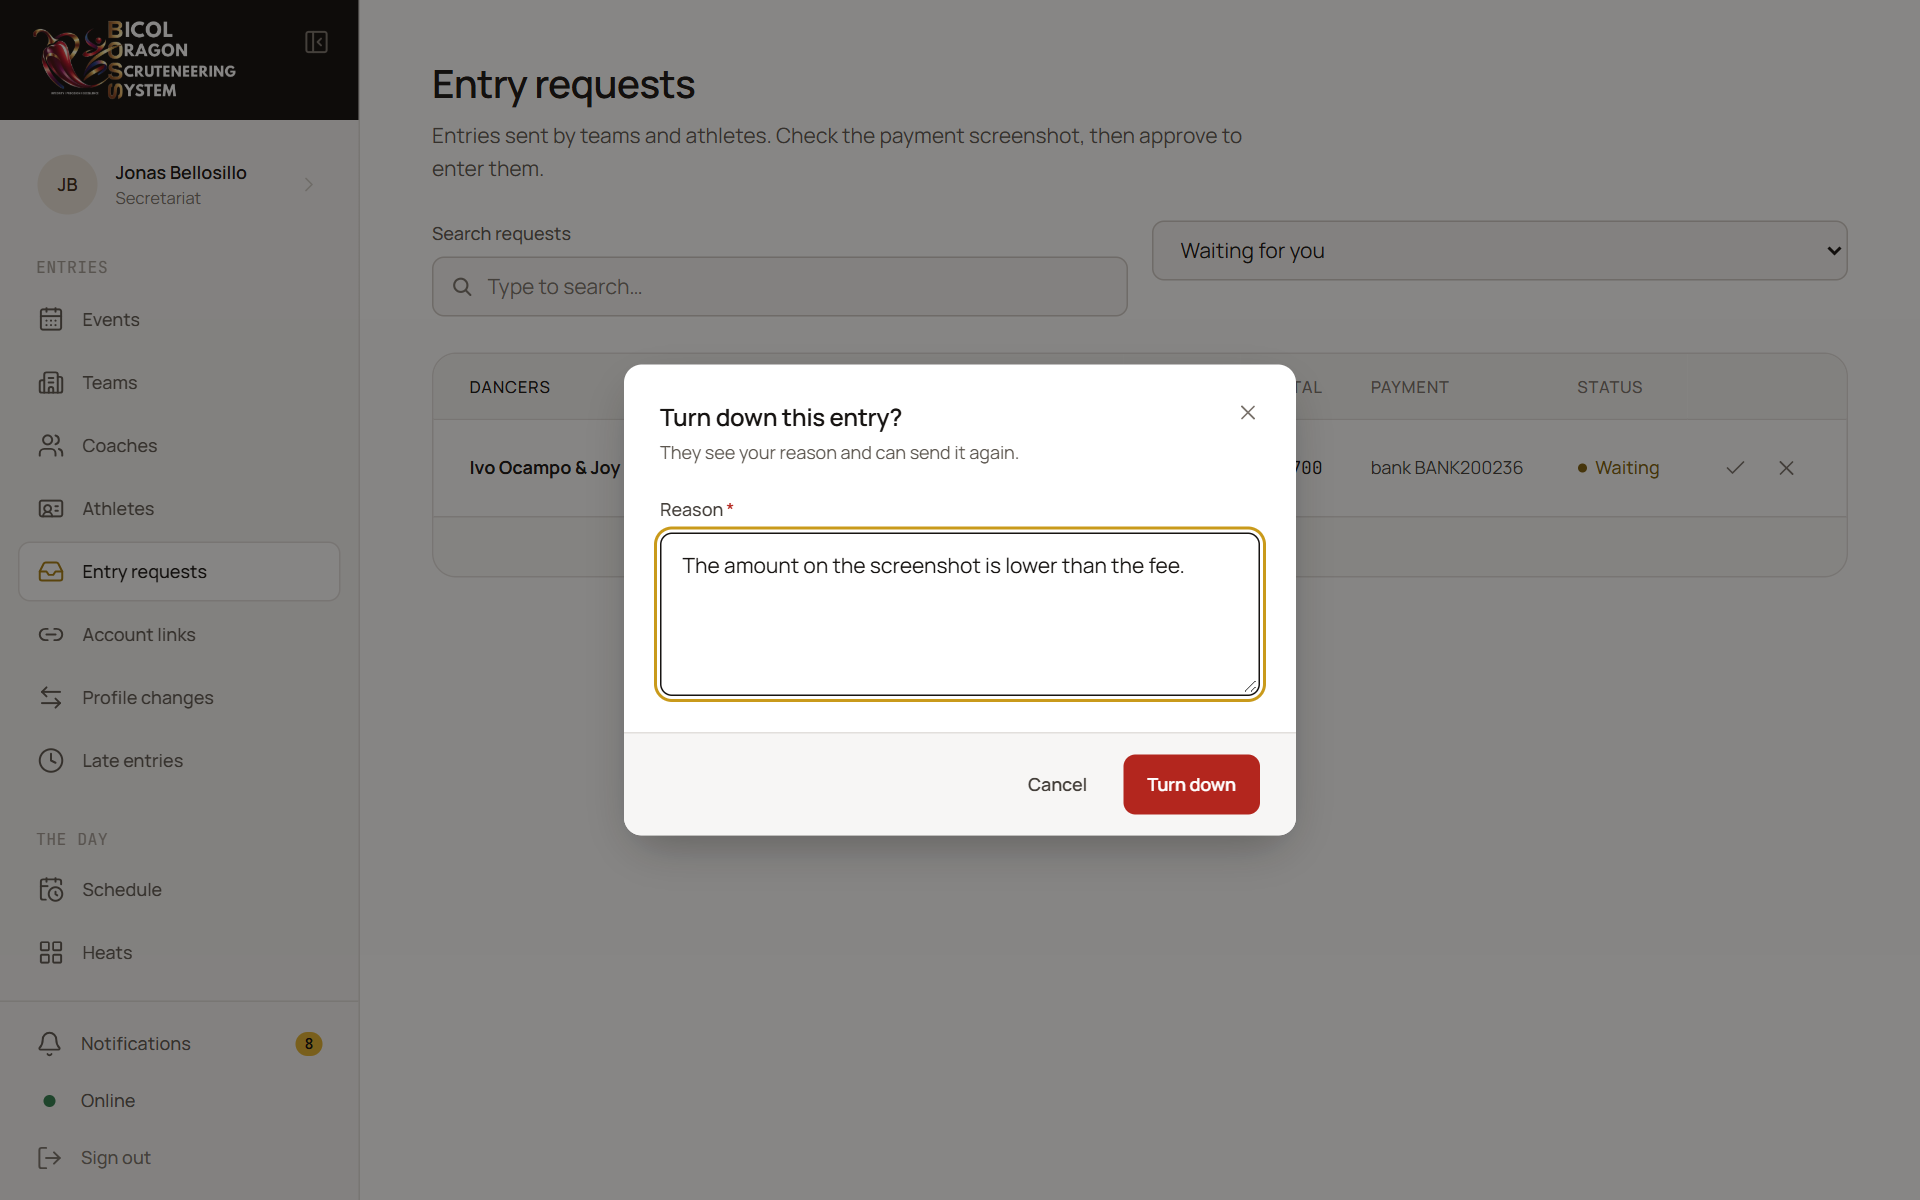 BICOL
DRAGON
SCRUTENEERING
SYSTEM
JB
Jonas Bellosillo
Secretariat
ENTRIES
Events
Teams
Coaches
Athletes
Entry requests
Account links
Profile changes
Late entries
THE DAY
Schedule
Heats
Notifications
8
Online
Sign out
Entry requests
Entries sent by teams and athletes. Check the payment screenshot, then approve to
enter them.
Search requests
Type to search...
Waiting for you
DANCERS
TAL
PAYMENT
STATUS
Ivo Ocampo & Joy
700
bank BANK200236
Waiting
Turn down this entry?
They see your reason and can send it again.
Reason *
The amount on the screenshot is lower than the fee.
Cancel
Turn down